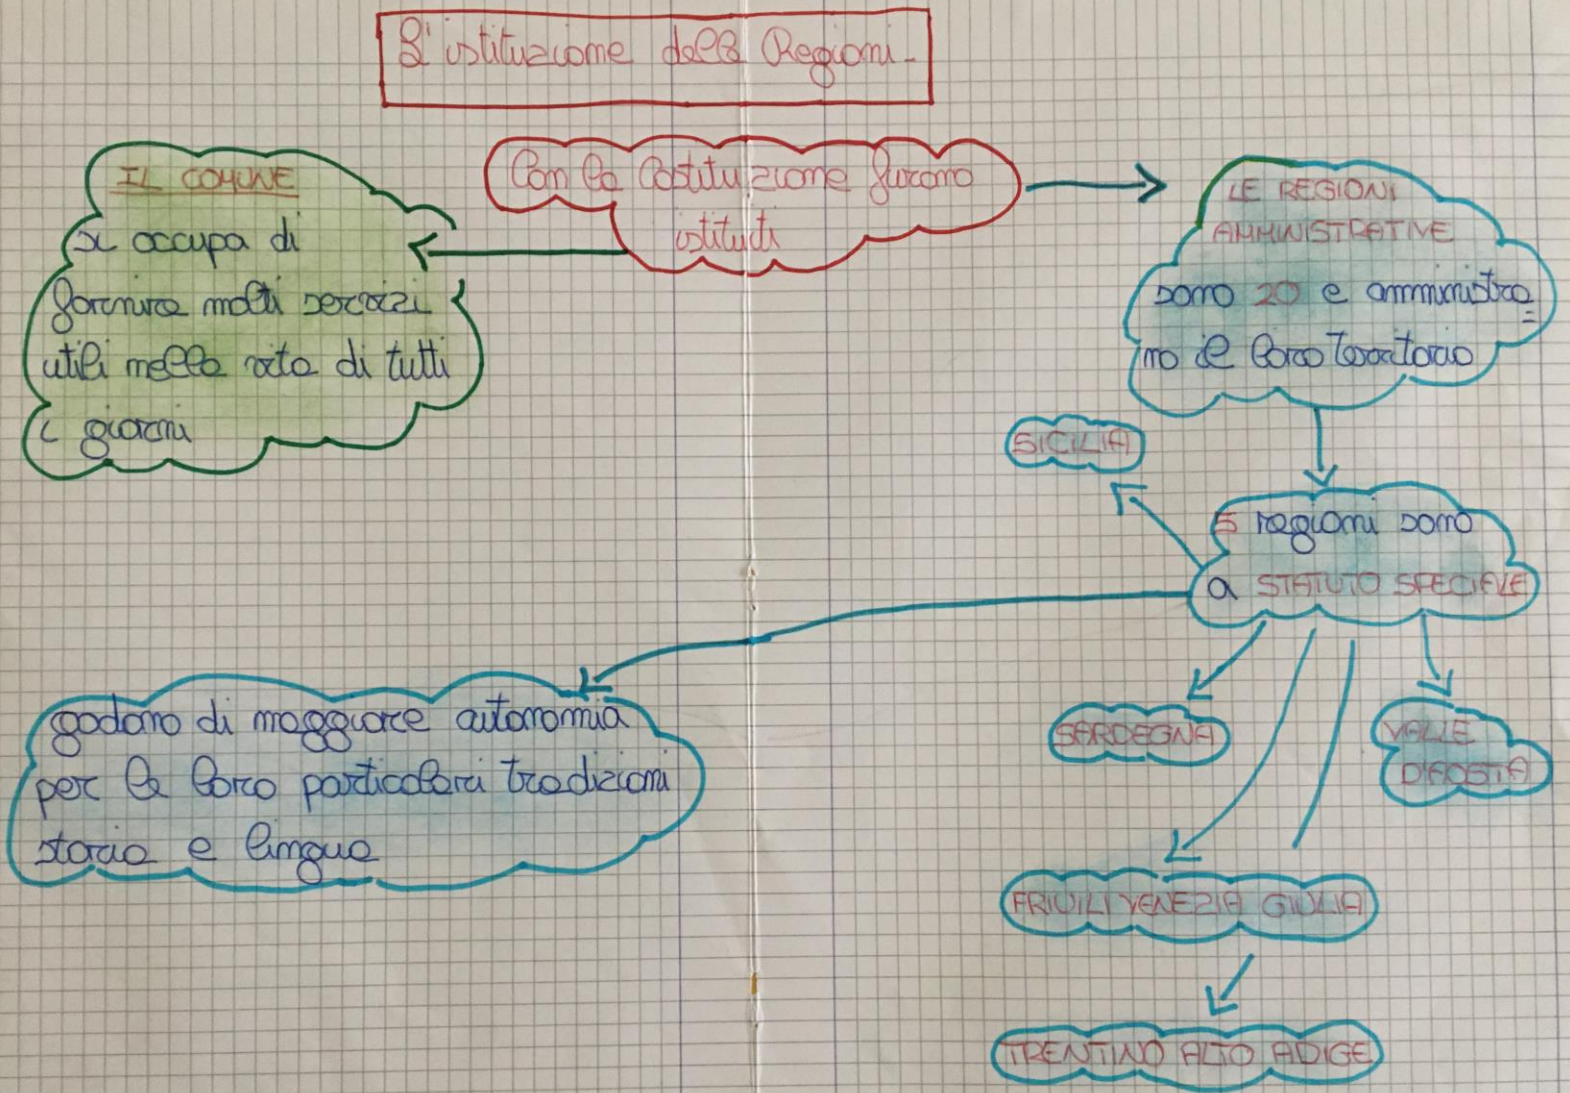 L'istituzione delle Regioni.
Con la Costituzione furono
istituiti
IL COMUNE
si occupa di
fornire molti servizi
utili nella vita di tutti
i giorni
LE REGIONI
AMMINISTRATIVE
sono 20 e amministra=
no il loro territorio
SICILIA
5 regioni sono
a STATUTO SPECIALE
SARDEGNA
VALLE
D'AOSTA
godono di maggiore autonomia
per le loro particolari tradizioni
storia e lingua
FRIULI VENEZIA GIULIA
TRENTINO ALTO ADIGE